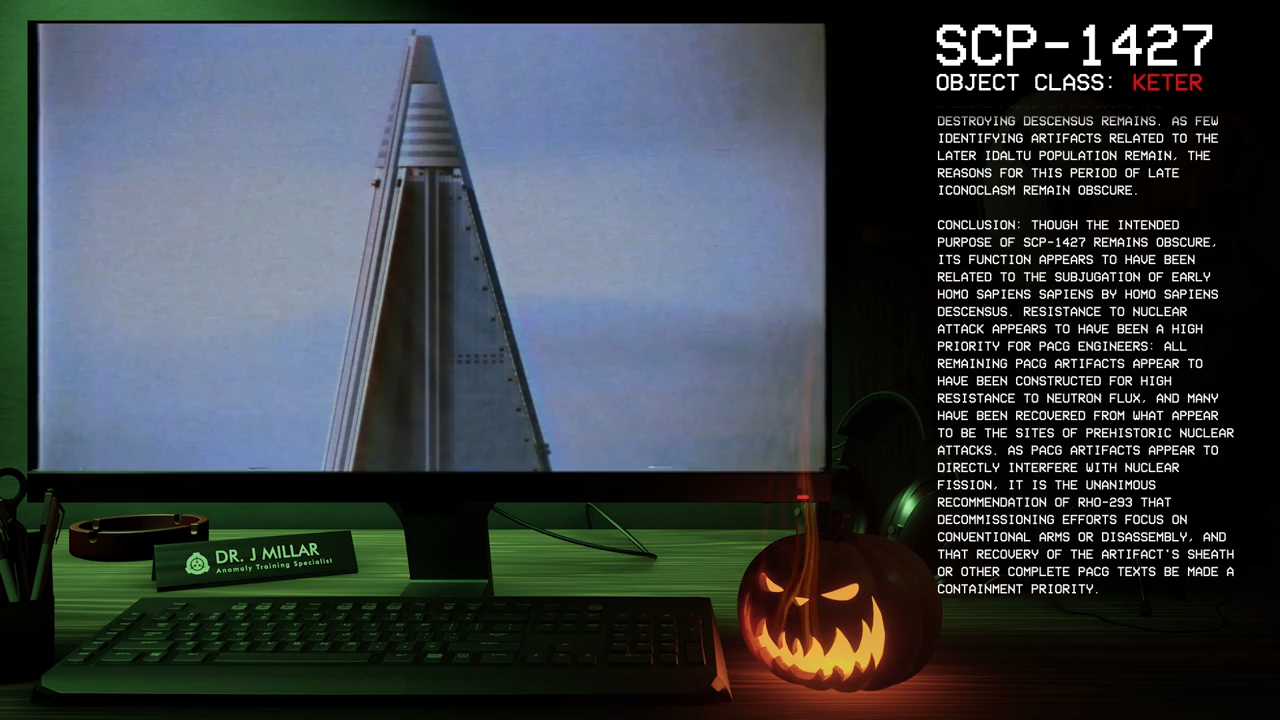 SCP-1427
OBJECT CLASS: KETER
DESTROYING DESCENSUS REMAINS. AS FEW
IDENTIFYING ARTIFACTS RELATED TO THE
LATER IDALTU POPULATION REMAIN, THE
REASONS FOR THIS PERIOD OF LATE
ICONOCLASM REMAIN OBSCURE.
CONCLUSION: THOUGH THE INTENDED
PURPOSE OF SCP-1427 REMAINS OBSCURE,
ITS FUNCTION APPEARS TO HAVE BEEN
RELATED TO THE SUBJUGATION OF EARLY
HOMO SAPIENS SAPIENS BY HOMO SAPIENS
DESCENSUS. RESISTANCE TO NUCLEAR
ATTACK APPEARS TO HAVE BEEN A HIGH
PRIORITY FOR PACG ENGINEERS: ALL
REMAINING PACG ARTIFACTS APPEAR TO
HAVE BEEN CONSTRUCTED FOR HIGH
RESISTANCE TO NEUTRON FLUX, AND MANY
HAVE BEEN RECOVERED FROM WHAT APPEAR
TO BE THE SITES OF PREHISTORIC NUCLEAR
ATTACKS. AS PACG ARTIFACTS APPEAR TO
DIRECTLY INTERFERE WITH NUCLEAR
FISSION, IT IS THE UNANIMOUS
RECOMMENDATION OF RHO-293 THAT
DECOMMISSIONING EFFORTS FOCUS ON
CONVENTIONAL ARMS OR DISASSEMBLY, AND
THAT RECOVERY OF THE ARTIFACT'S SHEATH
OR OTHER COMPLETE PACG TEXTS BE MADE A
CONTAINMENT PRIORITY.
DR. J MILLAR
Anomaly Training Specialist